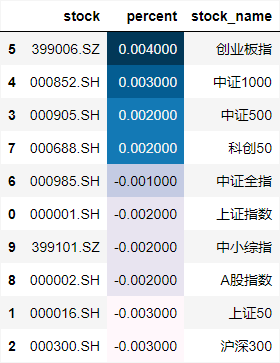 stock percent stock_name
5 399006.SZ 0.004000 创业板指
4 000852.SH 0.003000 中证1000
3 000905.SH 0.002000 中证500
7 000688.SH 0.002000 科创50
6 000985.SH -0.001000 中证全指
0 000001.SH -0.002000 上证指数
9 399101.SZ -0.002000 中小综指
8 000002.SH -0.002000 A股指数
1 000016.SH -0.003000 上证50
2 000300.SH -0.003000 沪深300